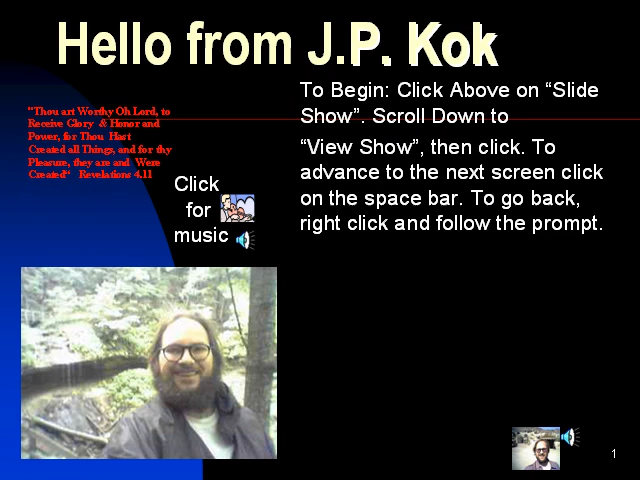 Hello from J.P. Kok
"Thou art Worthy Oh Lord, to
Receive Glory & Honor and
Power, for Thou Hast
Created all Things, and for thy
Pleasure, they are and Were
Created“ Revelations 4.11
Click
for
music
To Begin: Click Above on “Slide
Show”. Scroll Down to
“View Show”, then click. To
advance to the next screen click
on the space bar. To go back,
right click and follow the prompt.
1